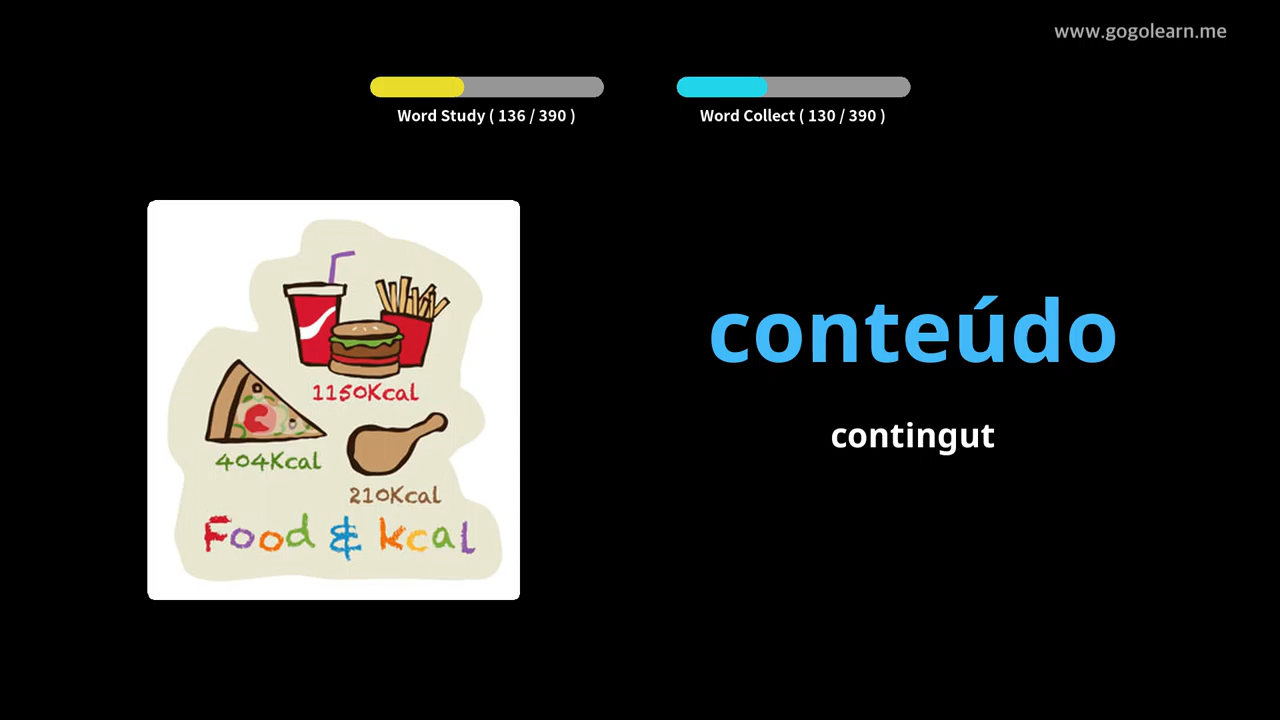 www.gogolearn.me
Word Study ( 136 / 390 )
Word Collect ( 130 / 390 )
1150Kcal
404Kcal
210Kcal
Food & kcal
conteúdo
contingut